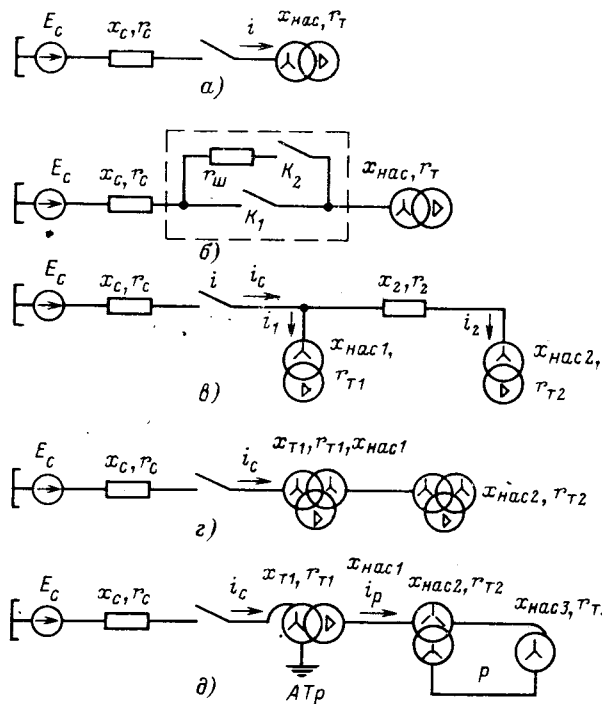 E_c x_c, r_c i x_нас, r_т
а)
E_c x_c, r_c r_ш K_2 K_1 x_нас, r_т
б)
E_c x_c, r_c i i_c x_2, r_2
i_1 i_2
x_нас1, r_т1 x_нас2, r_т2
в)
E_c x_c, r_c i_c x_т1, r_т1, x_нас1 x_нас2, r_т2
г)
E_c x_c, r_c i_c x_т1, r_т1 x_нас1 i_p x_нас2, r_т2 x_нас3, r_т
АТр P
д)